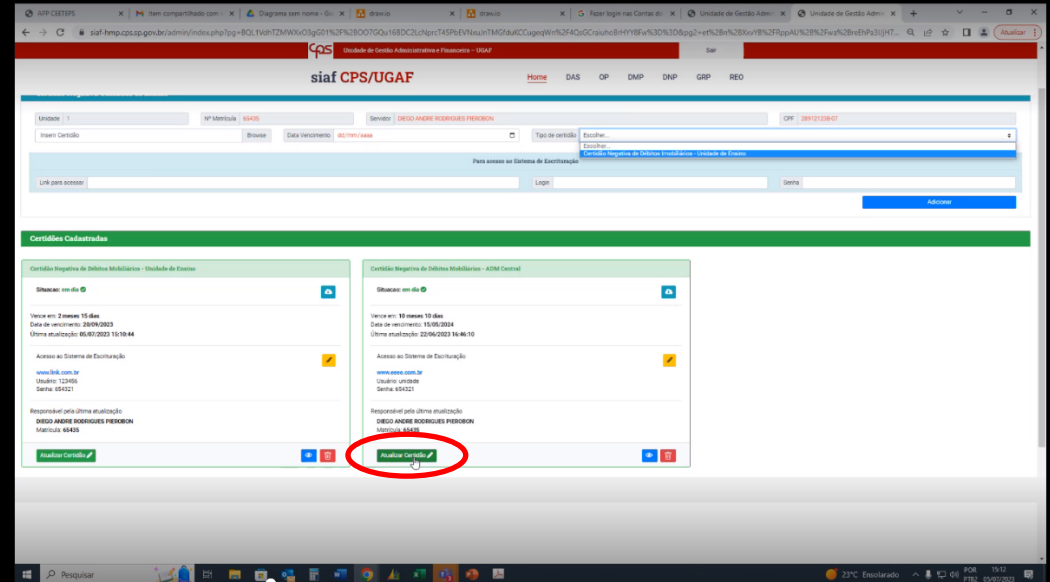 APP CEETEPS
Item compartilhado com
Diagrama sem nome
draw.io
draw.io
Fazer login nas Contas do
Unidade de Gestão Admin
Unidade de Gestão Admin
siaf-hmp.cps.sp.gov.br/admin/index.php
Atualizar
CPS Unidade de Gestão Administrativa e Financeira – UGAF
Sair
siaf CPS/UGAF
Home DAS OP DMP DNP GRP REO
Unidade 1
Nº Matrícula 65435
Servidor DIEGO ANDRE RODRIGUES PIEROBON
CPF
Inserir Certidão Browse
Data Vencimento dd/mm/aaaa
Tipo de certidão Escolher...
Escolher...
Certidão Negativa de Débitos Imobiliários - Unidade de Ensino
Para acesso ao Sistema de Escrituração
Link para acessar
Login
Senha
Adicionar
Certidões Cadastradas
Certidão Negativa de Débitos Mobiliários - Unidade de Ensino
Situacao: em dia
Vence em: 2 meses 15 dias
Data de vencimento: 20/09/2023
Última atualização: 05/07/2023 15:10:44
Acesso ao Sistema de Escrituração
www.link.com.br
Usuário: 123456
Senha: 654321
Responsável pela última atualização
DIEGO ANDRE RODRIGUES PIEROBON
Matrícula: 65435
Atualizar Certidão
Certidão Negativa de Débitos Mobiliários - ADM Central
Situacao: em dia
Vence em: 10 meses 10 dias
Data de vencimento: 15/05/2024
Última atualização: 22/06/2023 16:46:10
Acesso ao Sistema de Escrituração
www.eeee.com.br
Usuário: unidade
Senha: 654321
Responsável pela última atualização
DIEGO ANDRE RODRIGUES PIEROBON
Matrícula: 65435
Atualizar Certidão
Pesquisar
23°C Ensolarado
POR
PTB2
15:12
05/07/2023